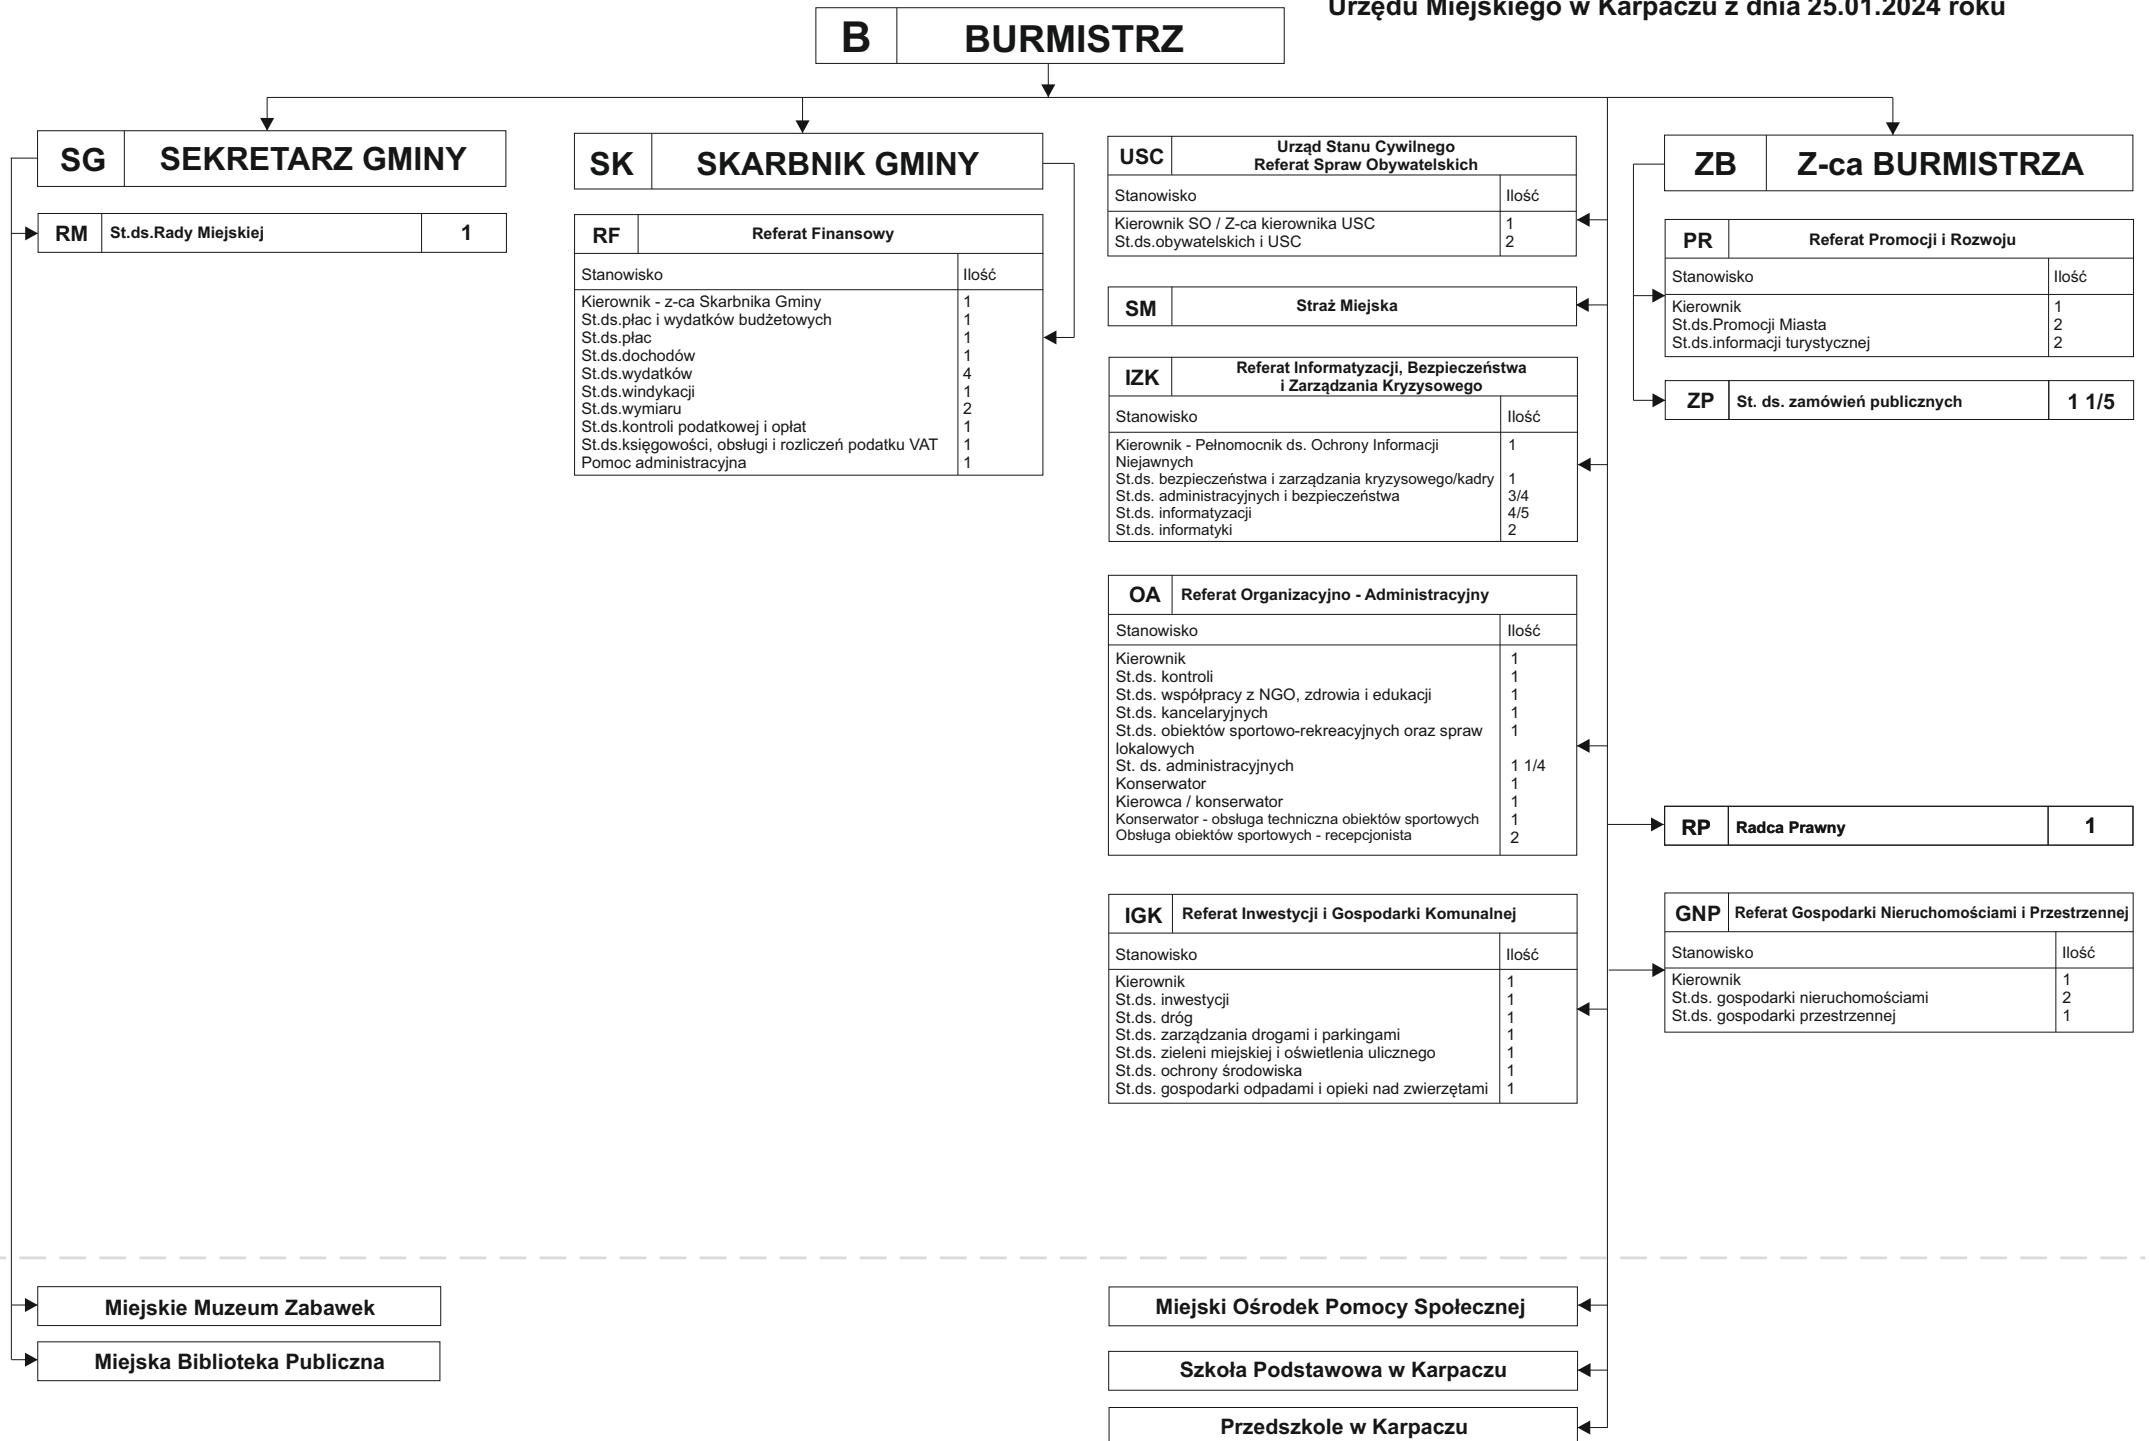 Urzędu Miejskiego w Karpaczu z dnia 25.01.2024 roku
B BURMISTRZ
SG SEKRETARZ GMINY
RM St.ds.Rady Miejskiej 1
SK SKARBNIK GMINY
RF Referat Finansowy
Stanowisko Ilość
Kierownik - z-ca Skarbnika Gminy 1
St.ds.płac i wydatków budżetowych 1
St.ds.płac 1
St.ds.dochodów 1
St.ds.wydatków 4
St.ds.windykacji 1
St.ds.wymiaru 2
St.ds.kontroli podatkowej i opłat 1
St.ds.księgowości, obsługi i rozliczeń podatku VAT 1
Pomoc administracyjna 1
USC Urząd Stanu Cywilnego
Referat Spraw Obywatelskich
Stanowisko Ilość
Kierownik SO / Z-ca kierownika USC 1
St.ds.obywatelskich i USC 2
SM Straż Miejska
IZK Referat Informatyzacji, Bezpieczeństwa
i Zarządzania Kryzysowego
Stanowisko Ilość
Kierownik - Pełnomocnik ds. Ochrony Informacji 1
Niejawnych
St.ds. bezpieczeństwa i zarządzania kryzysowego/kadry 1
St.ds. administracyjnych i bezpieczeństwa 3/4
St.ds. informatyzacji 4/5
St.ds. informatyki 2
OA Referat Organizacyjno - Administracyjny
Stanowisko Ilość
Kierownik 1
St.ds. kontroli 1
St.ds. współpracy z NGO, zdrowia i edukacji 1
St.ds. kancelaryjnych 1
St.ds. obiektów sportowo-rekreacyjnych oraz spraw 1
lokalowych
St. ds. administracyjnych 1 1/4
Konserwator 1
Kierowca / konserwator 1
Konserwator - obsługa techniczna obiektów sportowych 1
Obsługa obiektów sportowych - recepcjonista 2
IGK Referat Inwestycji i Gospodarki Komunalnej
Stanowisko Ilość
Kierownik 1
St.ds. inwestycji 1
St.ds. dróg 1
St.ds. zarządzania drogami i parkingami 1
St.ds. zieleni miejskiej i oświetlenia ulicznego 1
St.ds. ochrony środowiska 1
St.ds. gospodarki odpadami i opieki nad zwierzętami 1
ZB Z-ca BURMISTRZA
PR Referat Promocji i Rozwoju
Stanowisko Ilość
Kierownik 1
St.ds.Promocji Miasta 2
St.ds.informacji turystycznej 2
ZP St. ds. zamówień publicznych 1 1/5
RP Radca Prawny 1
GNP Referat Gospodarki Nieruchomościami i Przestrzennej
Stanowisko Ilość
Kierownik 1
St.ds. gospodarki nieruchomościami 2
St.ds. gospodarki przestrzennej 1
Miejskie Muzeum Zabawek
Miejska Biblioteka Publiczna
Miejski Ośrodek Pomocy Społecznej
Szkoła Podstawowa w Karpaczu
Przedszkole w Karpaczu